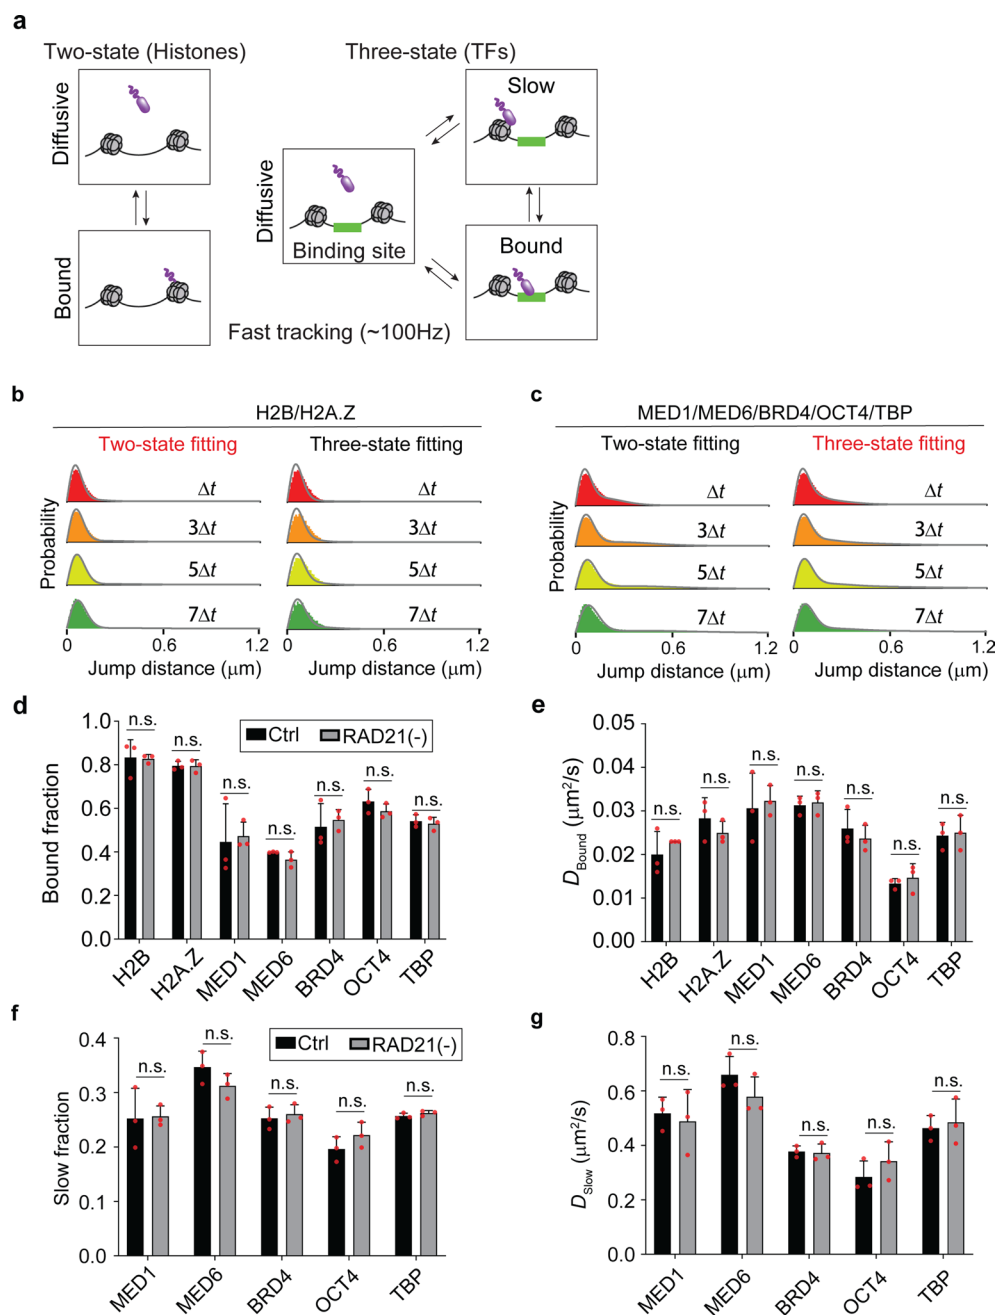 a
Two-state (Histones)
Three-state (TFs)
Diffusive
Bound
Diffusive
Binding site
Slow
Bound
Fast tracking (~100Hz)
b
H2B/H2A.Z
Two-state fitting
Three-state fitting
Probability
Δt
3Δt
5Δt
7Δt
Δt
3Δt
5Δt
7Δt
0 0.6 1.2
0 0.6 1.2
Jump distance (μm)
Jump distance (μm)
c
MED1/MED6/BRD4/OCT4/TBP
Two-state fitting
Three-state fitting
Probability
Δt
3Δt
5Δt
7Δt
Δt
3Δt
5Δt
7Δt
0 0.6 1.2
0 0.6 1.2
Jump distance (μm)
Jump distance (μm)
d
Bound fraction
1.0
0.8
0.6
0.4
0.2
0.0
Ctrl RAD21(-)
n.s. n.s. n.s. n.s. n.s. n.s. n.s.
H2B H2A.Z MED1 MED6 BRD4 OCT4 TBP
e
D Bound (μm²/s)
0.05
0.04
0.03
0.02
0.01
0.00
n.s. n.s. n.s. n.s. n.s. n.s. n.s.
H2B H2A.Z MED1 MED6 BRD4 OCT4 TBP
f
Slow fraction
0.4
0.3
0.2
0.1
0.0
Ctrl RAD21(-)
n.s. n.s. n.s. n.s. n.s.
MED1 MED6 BRD4 OCT4 TBP
g
D Slow (μm²/s)
0.8
0.6
0.4
0.2
0.0
n.s. n.s. n.s. n.s. n.s.
MED1 MED6 BRD4 OCT4 TBP